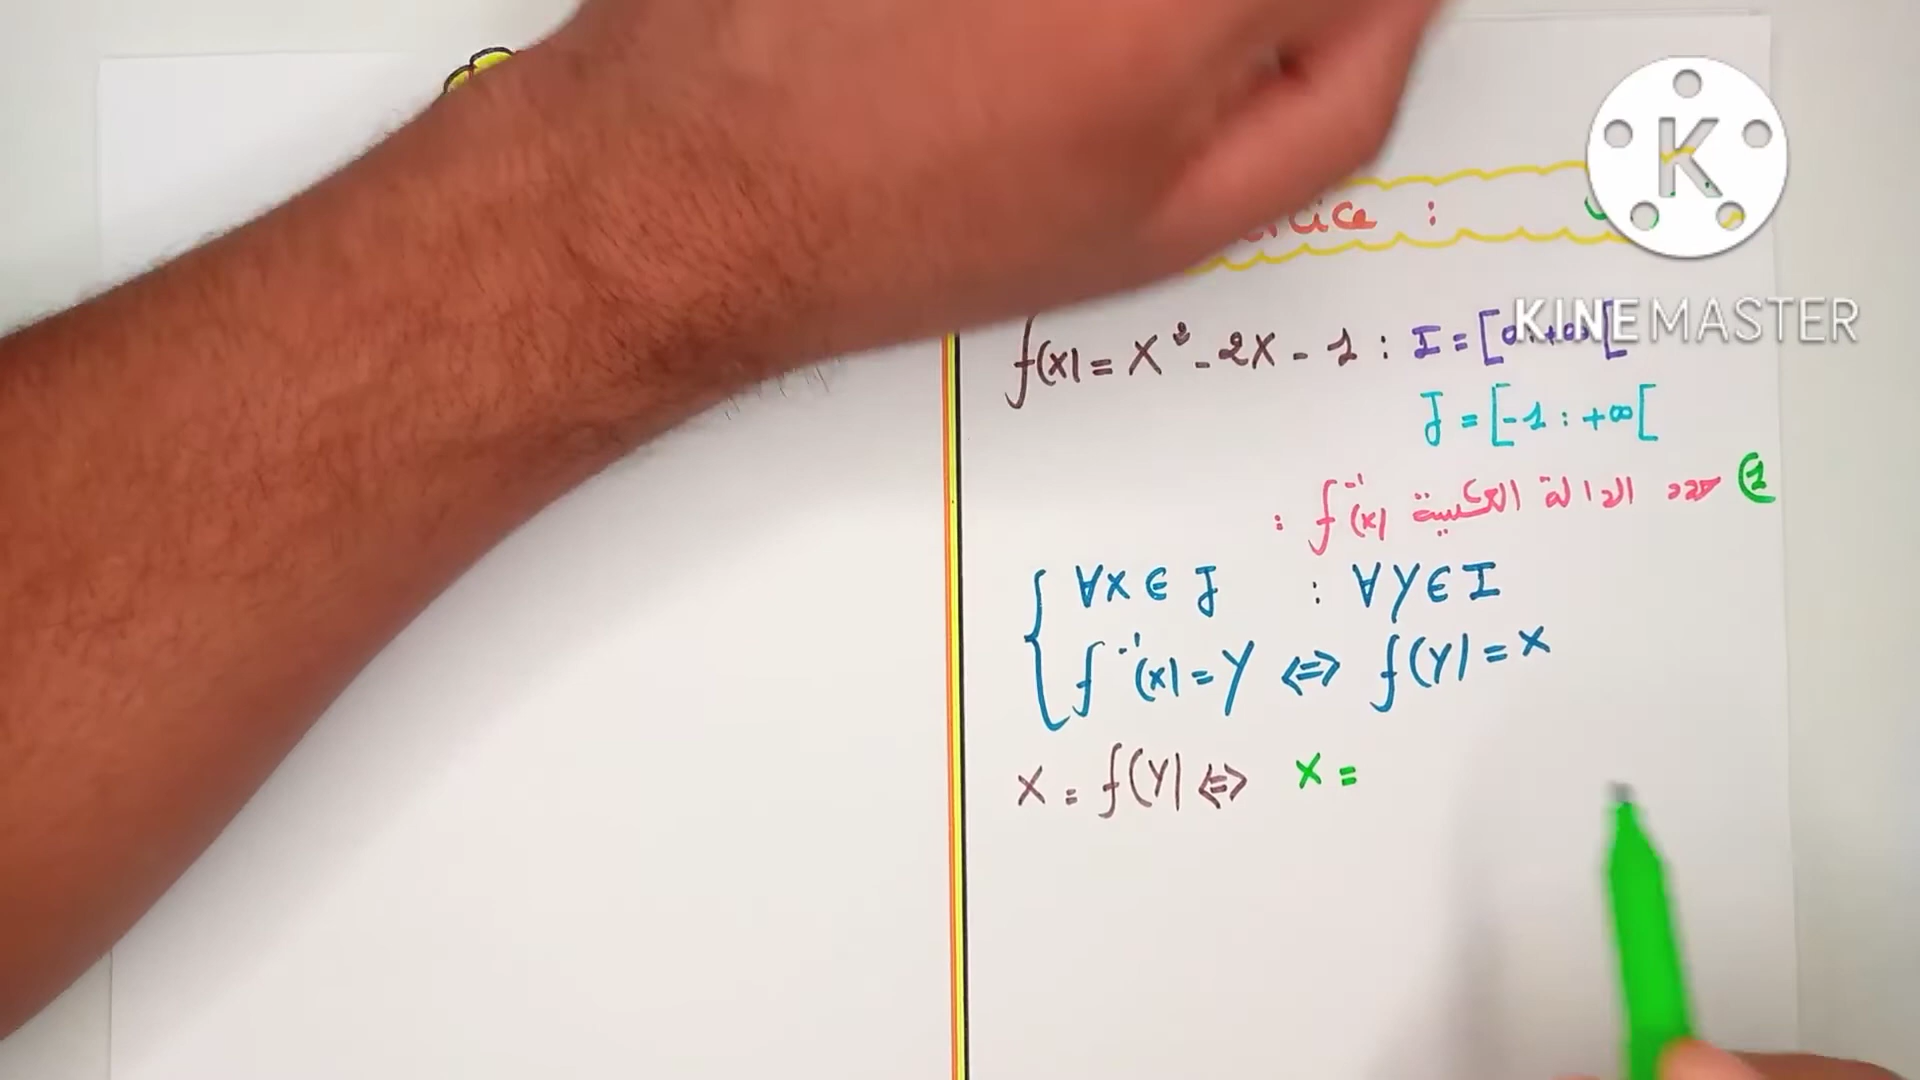 K
KINEMASTER
f(x) = x² - 2x - 1 : I = [0 : +∞[
J = [-1 : +∞[
① حدد الدالة العكسية f⁻¹(x) :
∀x ∈ J : ∀y ∈ I
f⁻¹(x) = y ⇔ f(y) = x
x = f(y) ⇔ x =